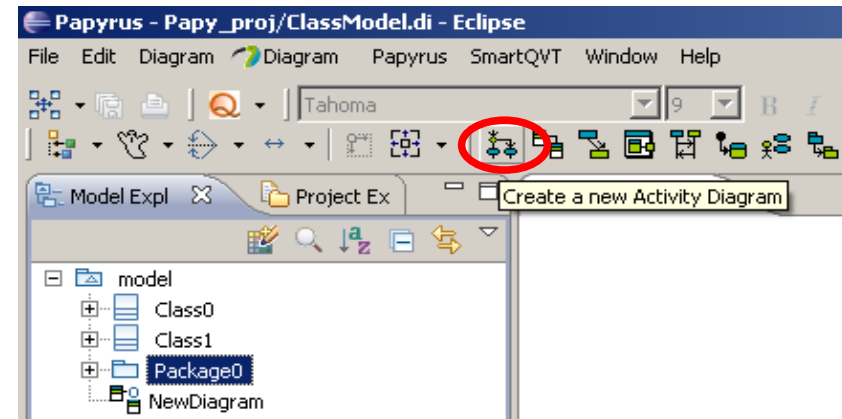 Papyrus - Papy_proj/ClassModel.di - Eclipse
File Edit Diagram Diagram Papyrus SmartQVT Window Help
Tahoma 9 B I
Model Expl Project Ex
Create a new Activity Diagram
model
Class0
Class1
Package0
NewDiagram